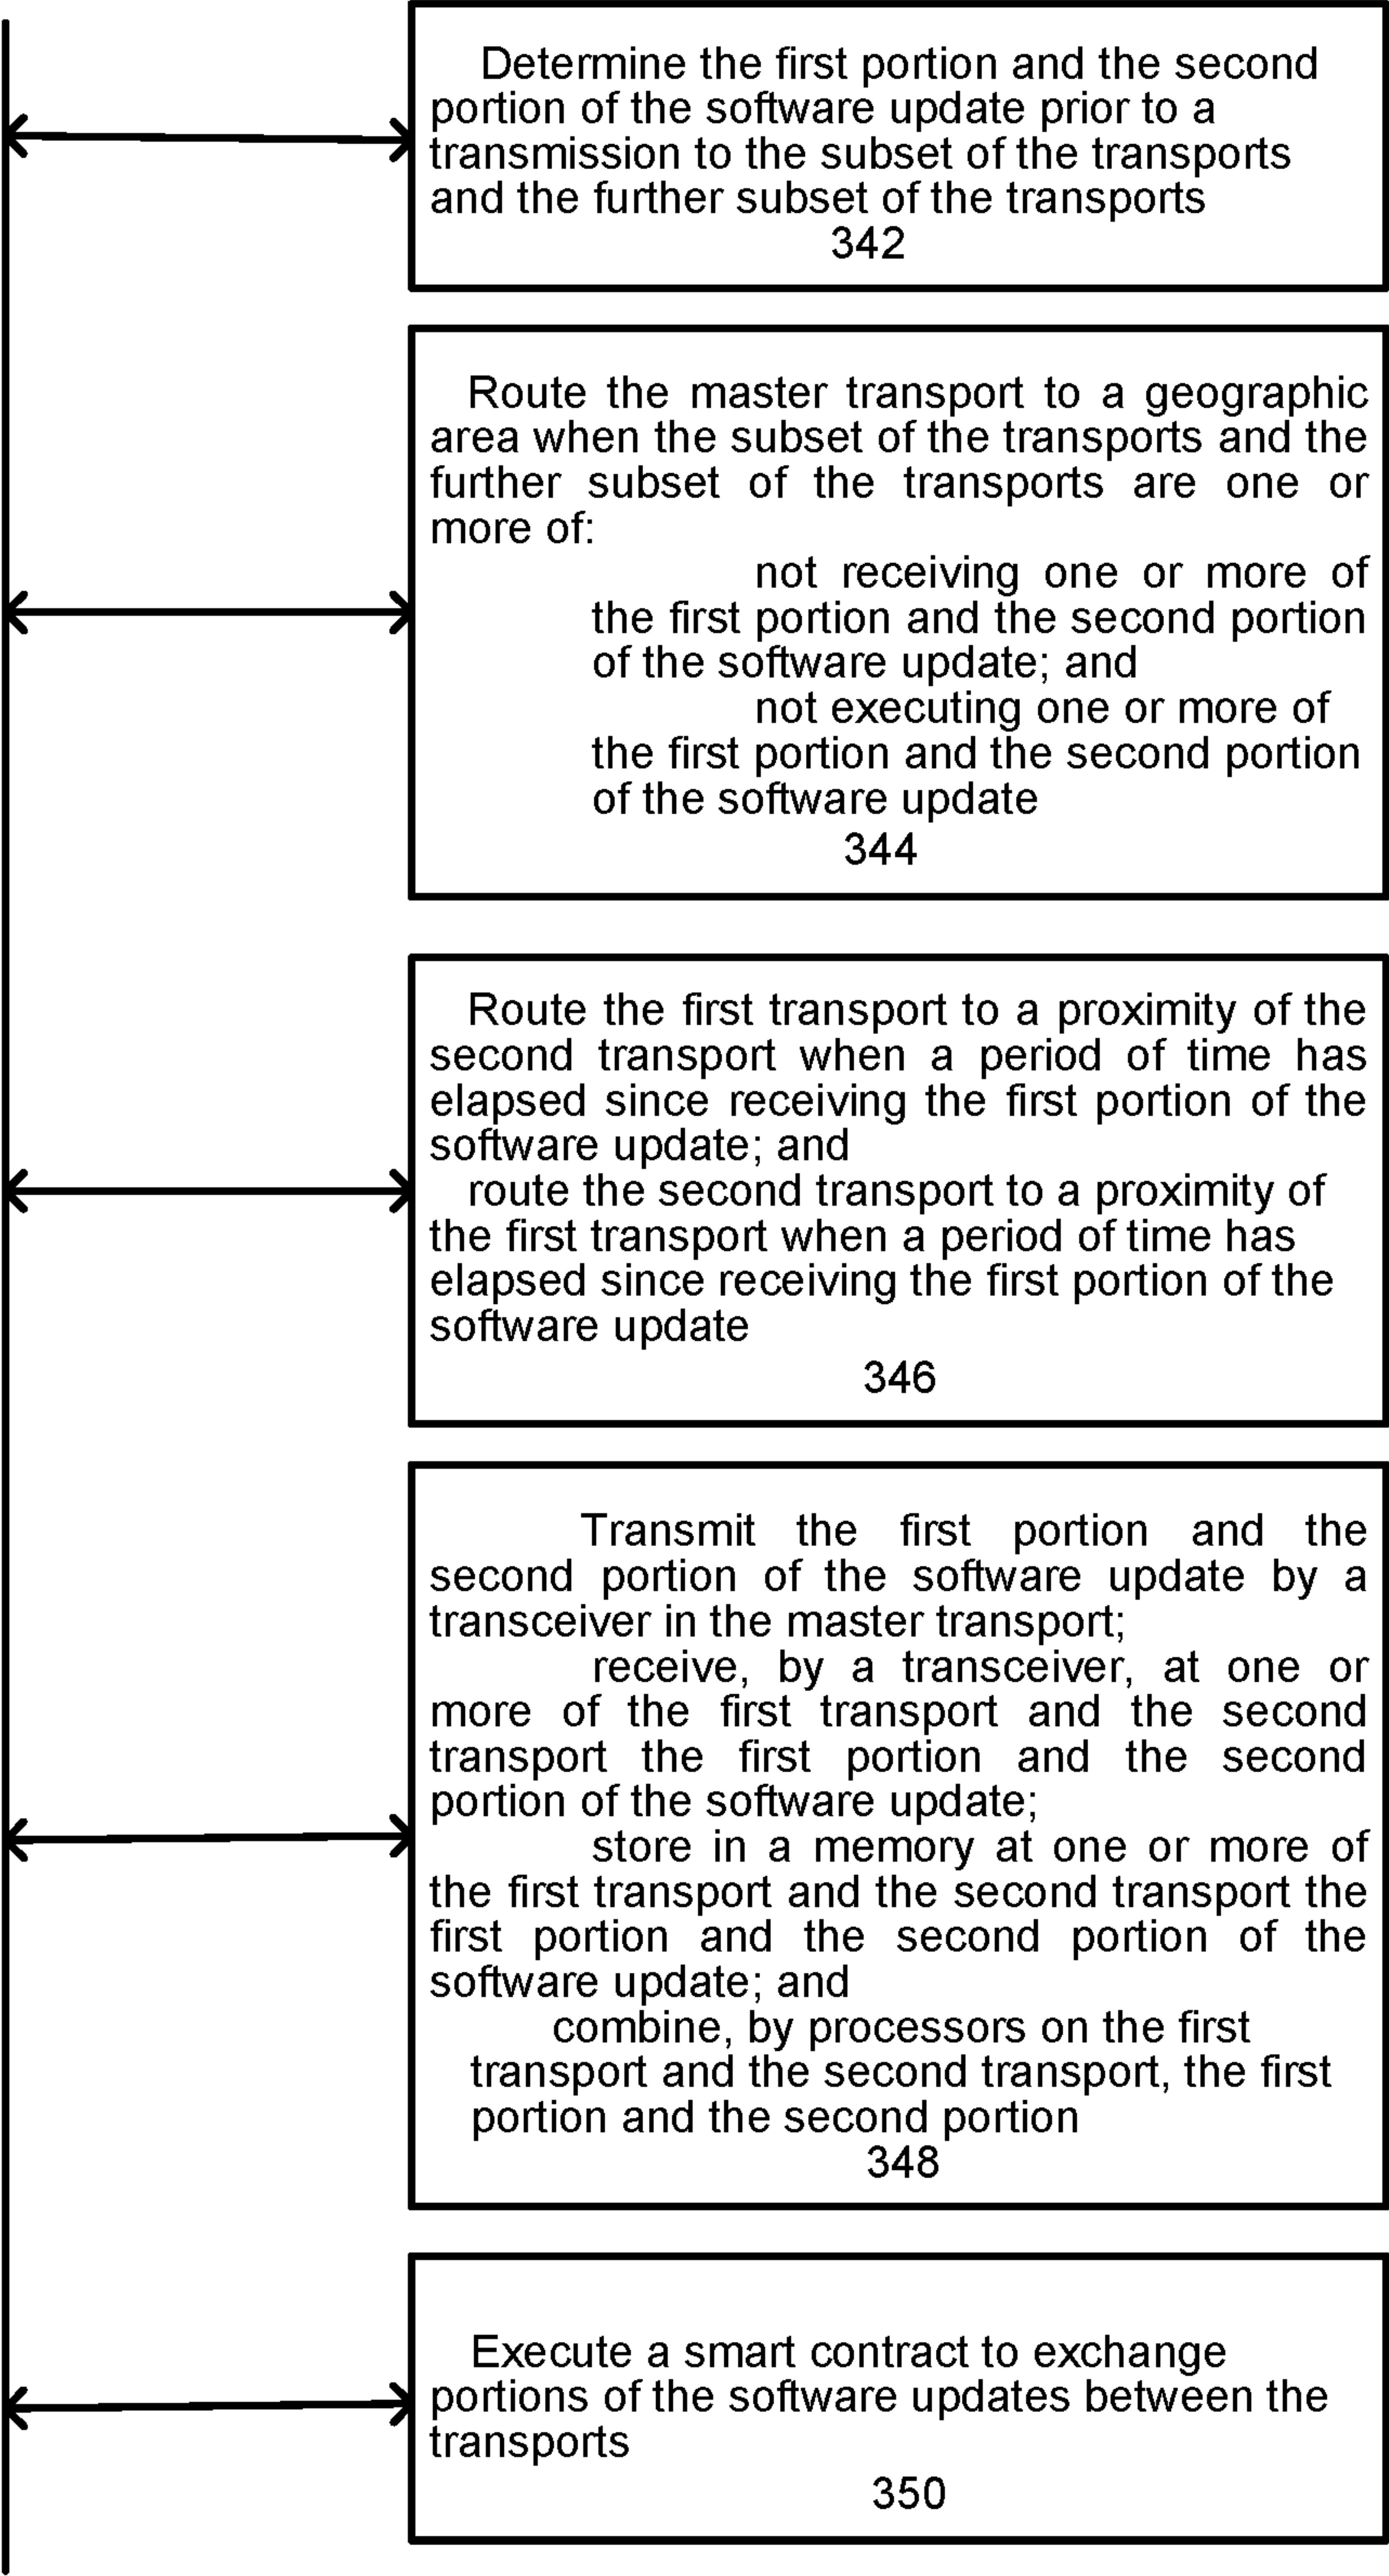 Determine the first portion and the second
portion of the software update prior to a
transmission to the subset of the transports
and the further subset of the transports
342
Route the master transport to a geographic
area when the subset of the transports and the
further subset of the transports are one or
more of:
not receiving one or more of
the first portion and the second portion
of the software update; and
not executing one or more of
the first portion and the second portion
of the software update
344
Route the first transport to a proximity of the
second transport when a period of time has
elapsed since receiving the first portion of the
software update; and
route the second transport to a proximity of
the first transport when a period of time has
elapsed since receiving the first portion of the
software update
346
Transmit the first portion and the
second portion of the software update by a
transceiver in the master transport;
receive, by a transceiver, at one or
more of the first transport and the second
transport the first portion and the second
portion of the software update;
store in a memory at one or more of
the first transport and the second transport the
first portion and the second portion of the
software update; and
combine, by processors on the first
transport and the second transport, the first
portion and the second portion
348
Execute a smart contract to exchange
portions of the software updates between the
transports
350